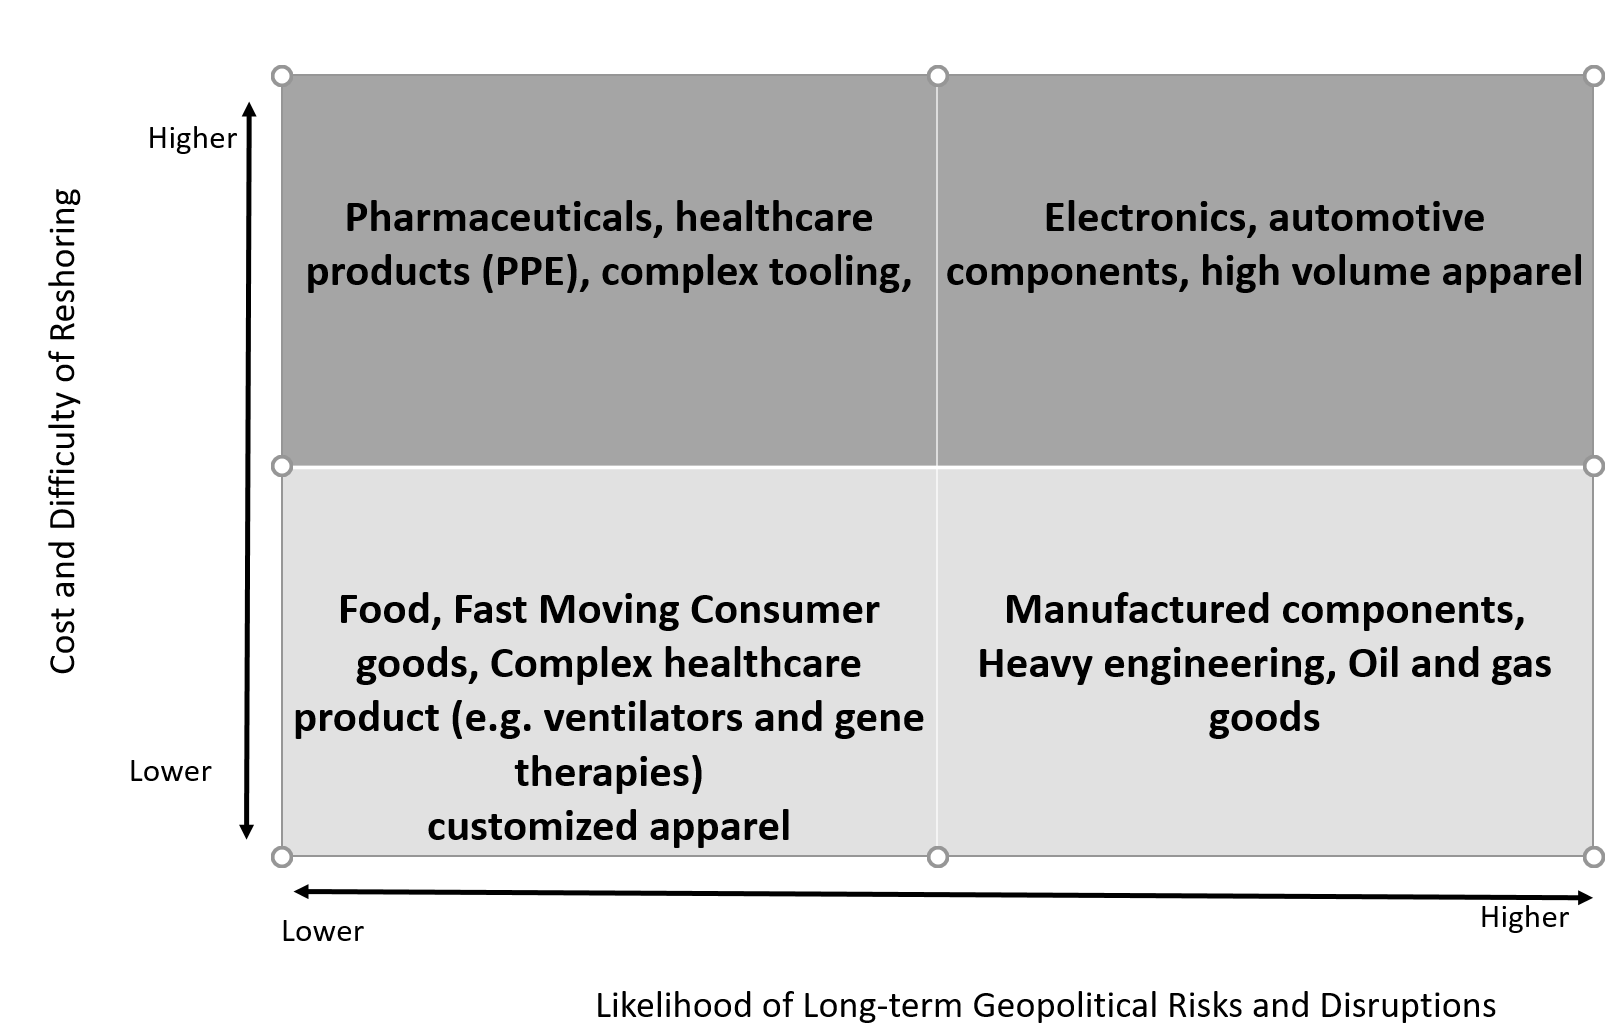 Cost and Difficulty of Reshoring
Higher
Lower
Pharmaceuticals, healthcare
products (PPE), complex tooling,
Electronics, automotive
components, high volume apparel
Food, Fast Moving Consumer
goods, Complex healthcare
product (e.g. ventilators and gene
therapies)
customized apparel
Manufactured components,
Heavy engineering, Oil and gas
goods
Lower
Higher
Likelihood of Long-term Geopolitical Risks and Disruptions